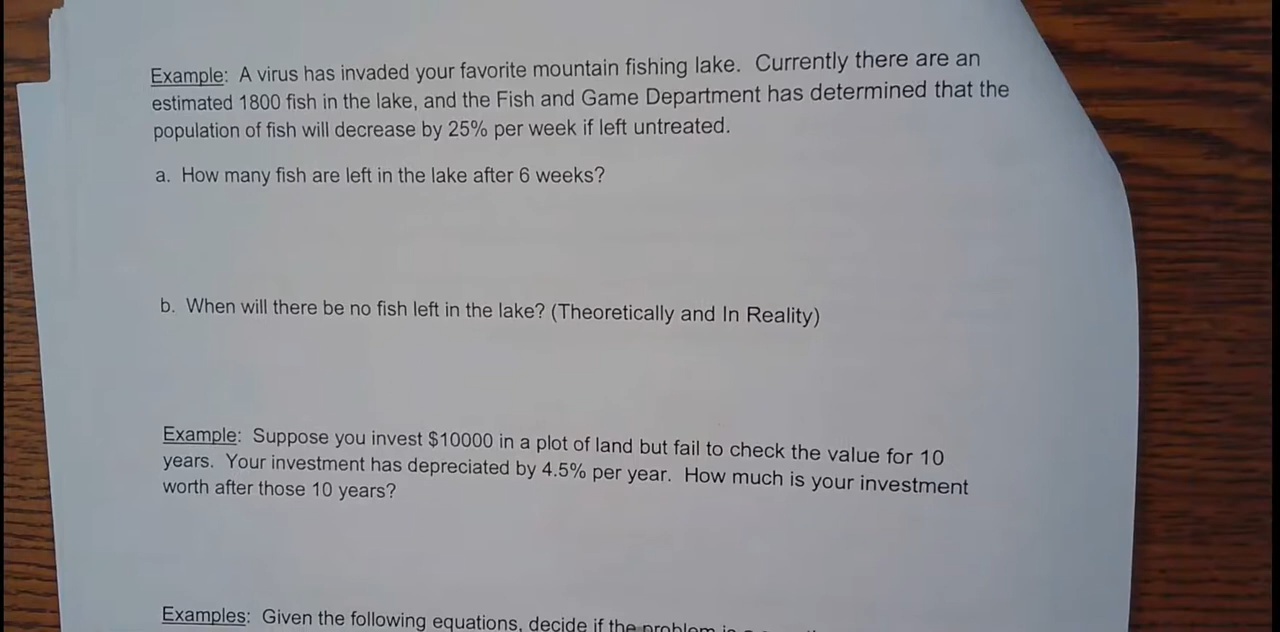 Example: A virus has invaded your favorite mountain fishing lake. Currently there are an
estimated 1800 fish in the lake, and the Fish and Game Department has determined that the
population of fish will decrease by 25% per week if left untreated.
a. How many fish are left in the lake after 6 weeks?
b. When will there be no fish left in the lake? (Theoretically and In Reality)
Example: Suppose you invest $10000 in a plot of land but fail to check the value for 10
years. Your investment has depreciated by 4.5% per year. How much is your investment
worth after those 10 years?
Examples: Given the following equations, decide if the problem is